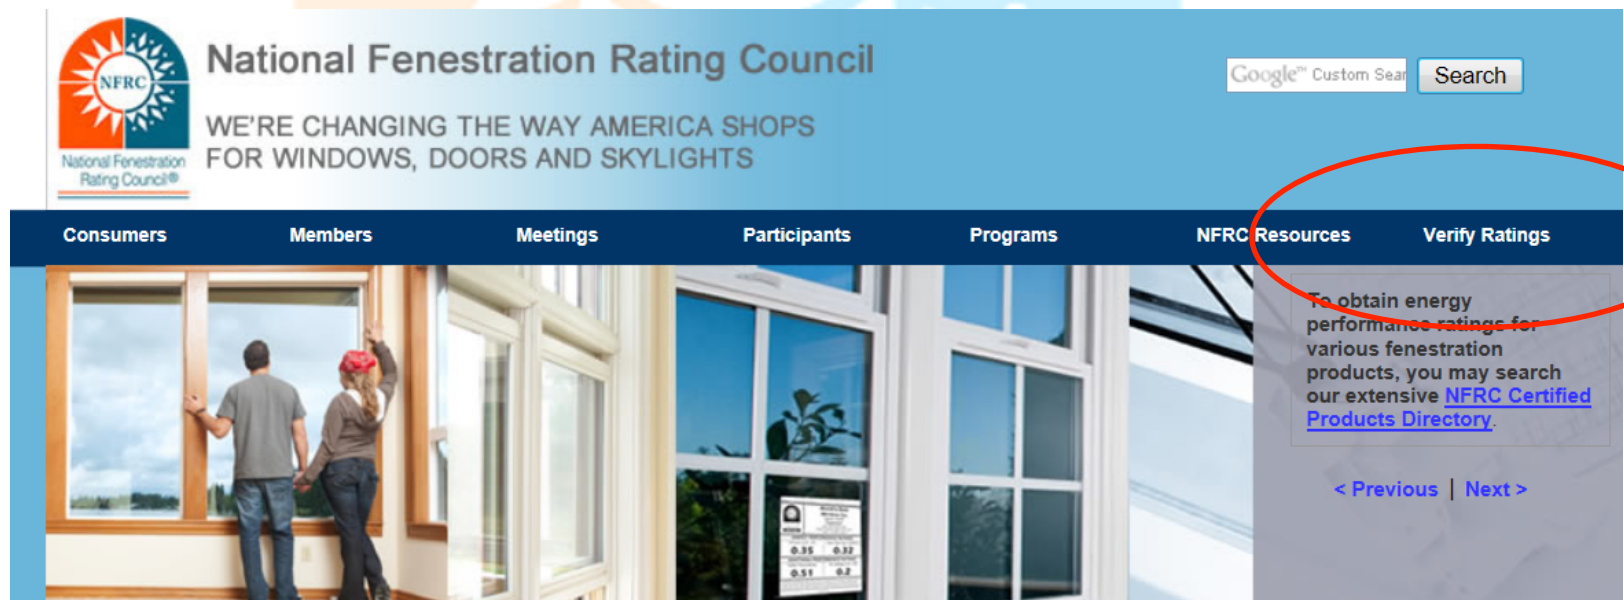 NFRC
National Fenestration
Rating Council®
National Fenestration Rating Council
WE'RE CHANGING THE WAY AMERICA SHOPS
FOR WINDOWS, DOORS AND SKYLIGHTS
Google™ Custom Sear
Search
Consumers
Members
Meetings
Participants
Programs
NFRC Resources
Verify Ratings
To obtain energy
performance ratings for
various fenestration
products, you may search
our extensive NFRC Certified
Products Directory.
< Previous | Next >
0.35 0.32
0.51 0.2